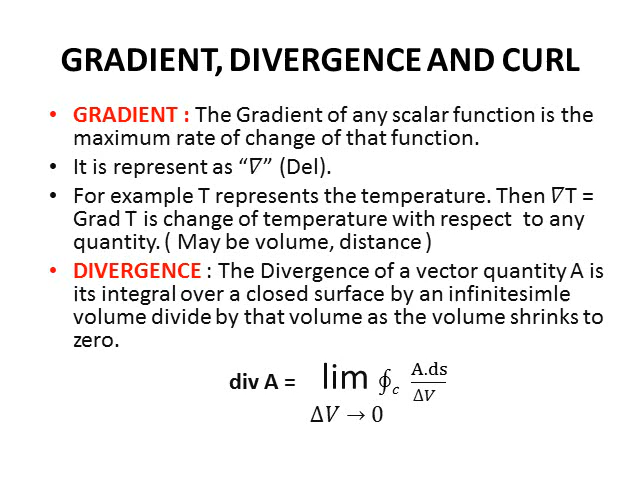 GRADIENT, DIVERGENCE AND CURL
• GRADIENT : The Gradient of any scalar function is the
maximum rate of change of that function.
• It is represent as “∇” (Del).
• For example T represents the temperature. Then ∇T =
Grad T is change of temperature with respect to any
quantity. ( May be volume, distance )
• DIVERGENCE : The Divergence of a vector quantity A is
its integral over a closed surface by an infinitesimle
volume divide by that volume as the volume shrinks to
zero.
div A = lim ∮c A.ds/ΔV
ΔV → 0